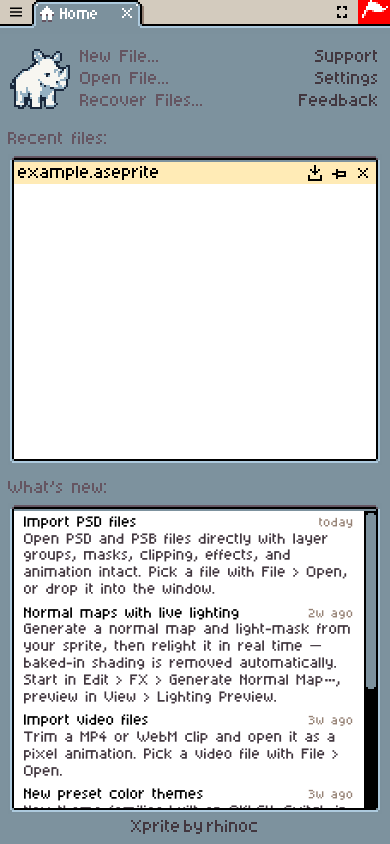 Home
New File...
Support
Open File...
Settings
Recover Files...
Feedback
Recent files:
example.aseprite
What's new:
Import PSD files
today
Open PSD and PSB files directly with layer
groups, masks, clipping, effects, and
animation intact. Pick a file with File > Open,
or drop it into the window.
Normal maps with live lighting
2w ago
Generate a normal map and light-mask from
your sprite, then relight it in real time —
baked-in shading is removed automatically.
Start in Edit > FX > Generate Normal Map…,
preview in View > Lighting Preview.
Import video files
3w ago
Trim a MP4 or WebM clip and open it as a
pixel animation. Pick a video file with File >
Open.
New preset color themes
3w ago
Xprite by rhinoc